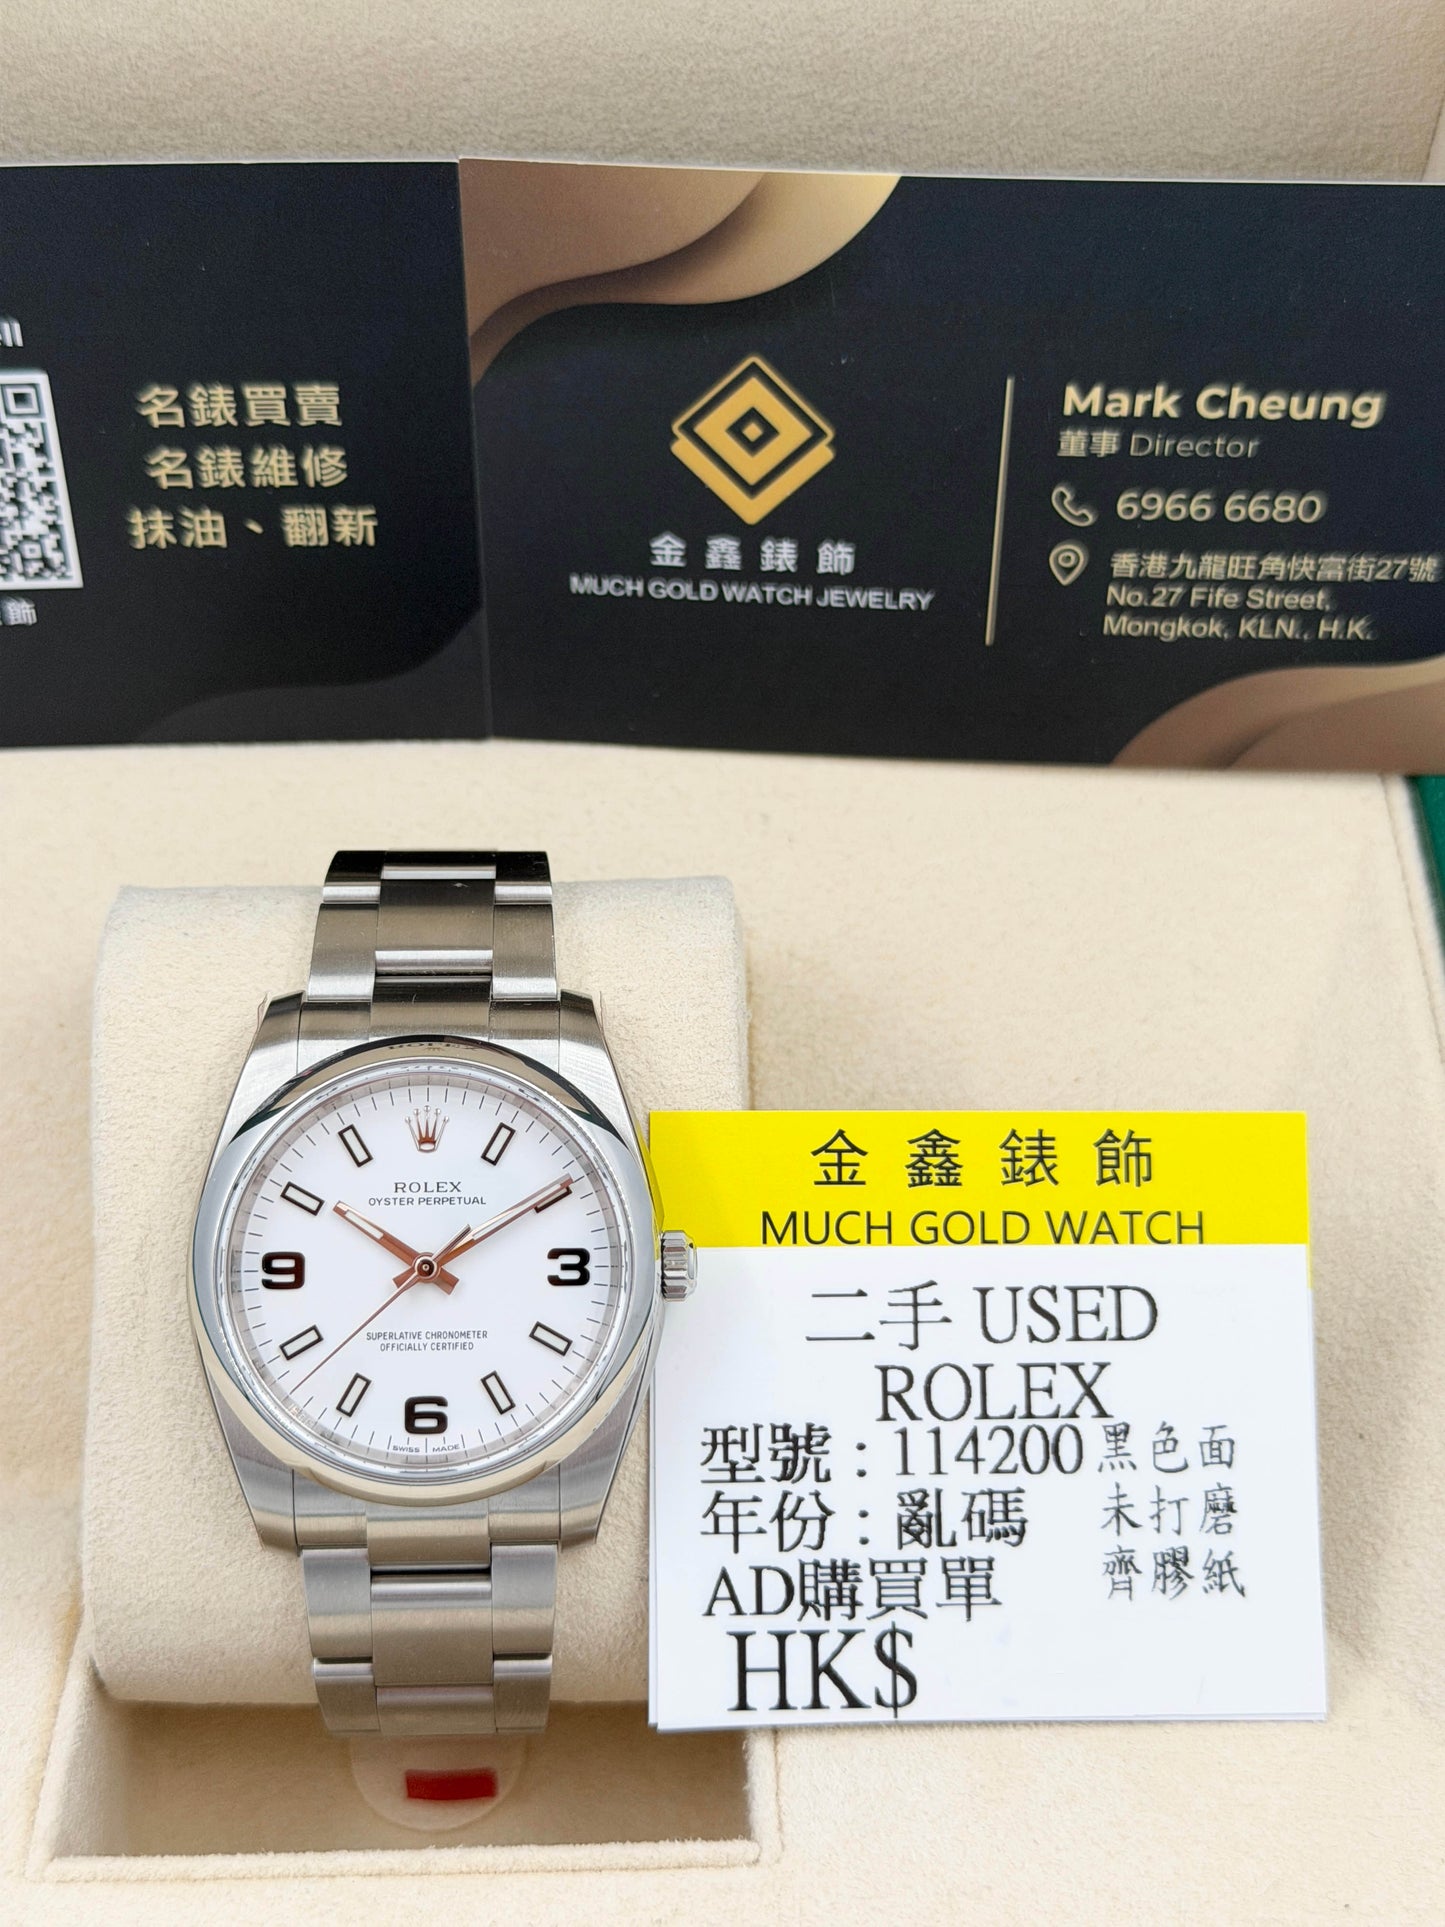 名錶買賣
名錶維修
抹油、翻新
飾
金鑫錶飾
MUCH GOLD WATCH JEWELRY
Mark Cheung
董事 Director
6966 6680
香港九龍旺角快富街27號
No.27 Fife Street,
Mongkok, KLN., H.K.
ROLEX
OYSTER PERPETUAL
9 3
SUPERLATIVE CHRONOMETER
OFFICIALLY CERTIFIED
6
SWISS MADE
金鑫錶飾
MUCH GOLD WATCH
二手 USED
ROLEX
型號：114200 黑色面
年份：亂碼 未打磨
AD購買單 齊膠紙
HK$